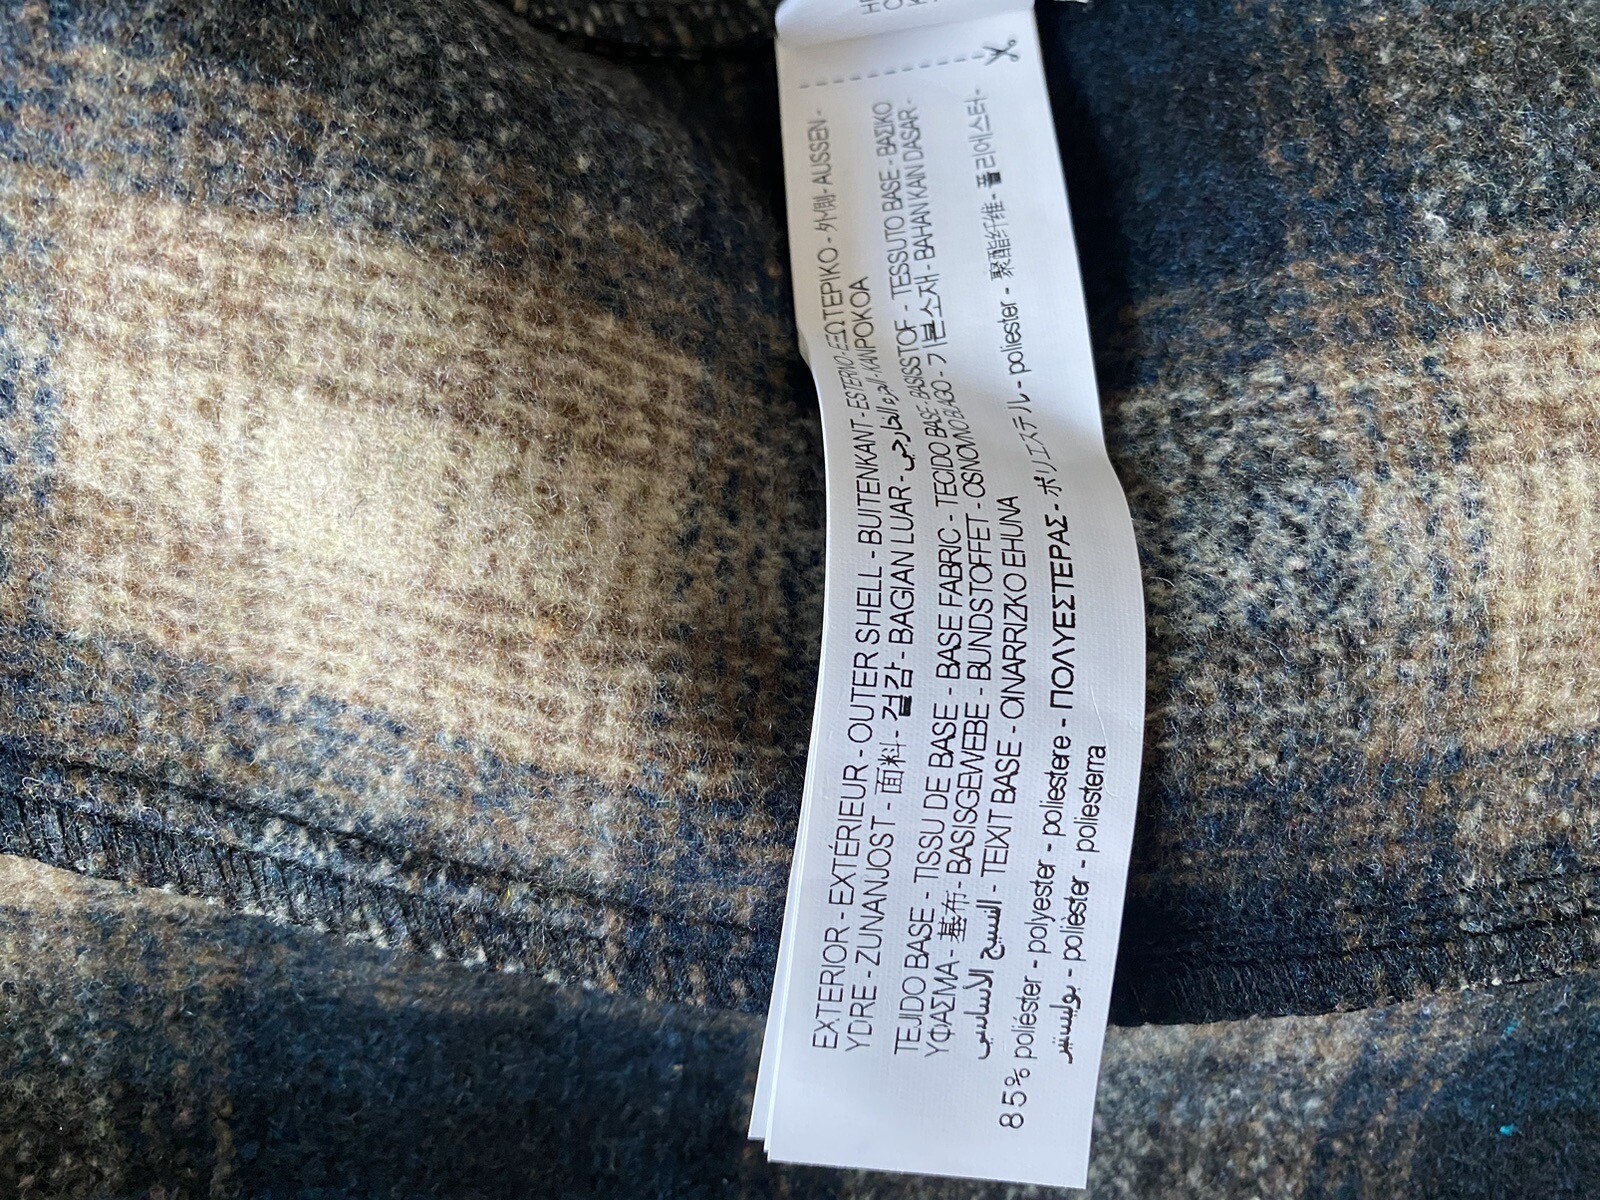 EXTERIOR - EXTÉRIEUR - OUTER SHELL - BUITENKANT - ESTERNO - ΕΞΩΤΕΡΙΚΟ - 外側 - AUSSEN -
YDRE - ZUNANJOST - 面料 - 겉감 - BAGIAN LUAR - الجزء الخارجي - KANPOKOA
TEJIDO BASE - TISSU DE BASE - BASE FABRIC - TECIDO BASE - BASISSTOF - TESSUTO BASE - ΒΑΣΙΚΟ
ΥΦΑΣΜΑ - 基布 - BASISGEWEBE - BUNDSTOFFET - OSNOVNO BLAGO - 기본소재 - BAHAN KAIN DASAR -
النسيج الأساسي - TEIXIT BASE - OINARRIZKO EHUNA
85% poliéster - polyester - poliestere - ΠΟΛΥΕΣΤΕΡΑΣ - ポリエステル - poliester - 聚酯纤维 - 폴리에스터 -
بوليستير - polièster - poliesterra